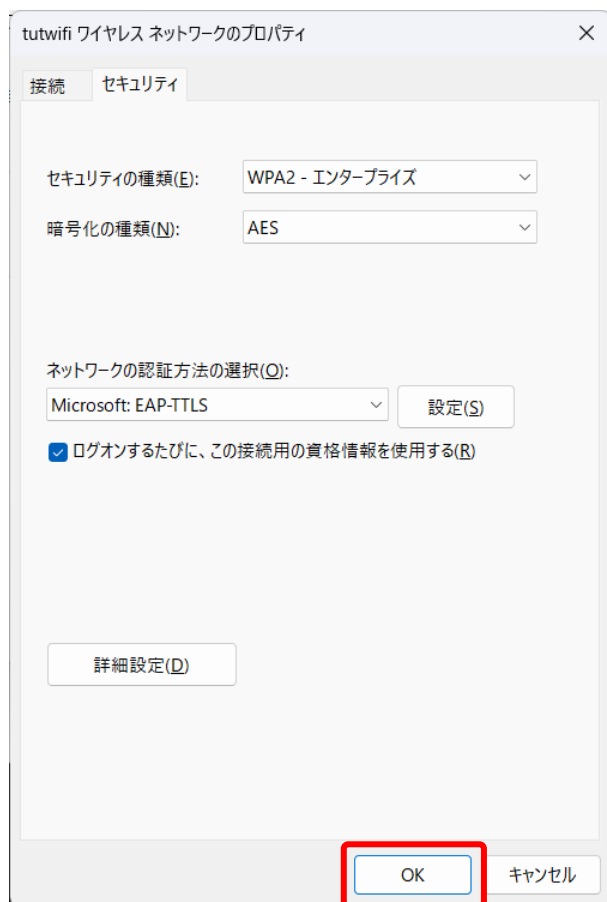 tutwifi ワイヤレス ネットワークのプロパティ
接続 セキュリティ
セキュリティの種類(E): WPA2 - エンタープライズ
暗号化の種類(N): AES
ネットワークの認証方法の選択(O):
Microsoft: EAP-TTLS 設定(S)
ログオンするたびに、この接続用の資格情報を使用する(R)
詳細設定(D)
OK キャンセル